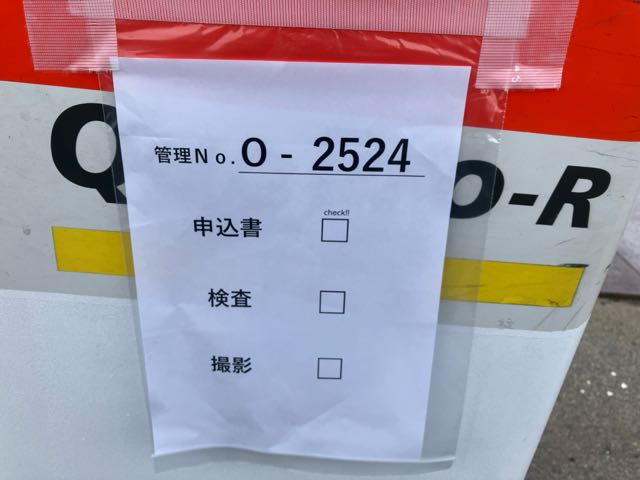 管理No. O - 2524
check!!
申込書 □
検査 □
撮影 □
Q
O-R